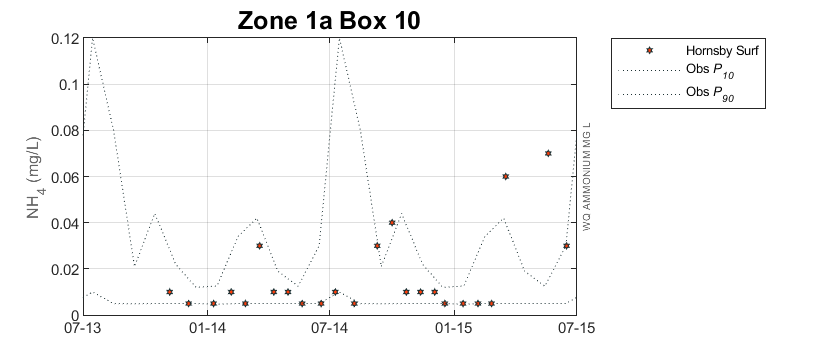 Zone 1a Box 10
0.12
0.1
0.08
0.06
0.04
0.02
0
NH4 (mg/L)
07-13
01-14
07-14
01-15
07-15
WQ AMMONIUM MG L
Hornsby Surf
Obs P10
Obs P90